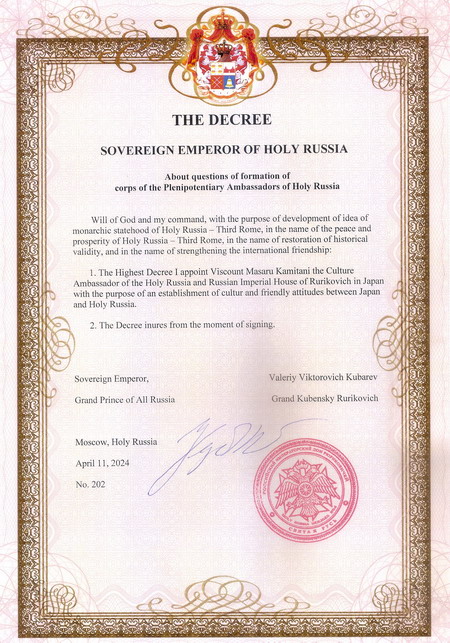 THE DECREE
SOVEREIGN EMPEROR OF HOLY RUSSIA
About questions of formation of
corps of the Plenipotentiary Ambassadors of Holy Russia
Will of God and my command, with the purpose of development of idea of
monarchic statehood of Holy Russia – Third Rome, in the name of the peace and
prosperity of Holy Russia – Third Rome, in the name of restoration of historical
validity, and in the name of strengthening the international friendship:
1. The Highest Decree I appoint Viscount Masaru Kamitani the Culture
Ambassador of the Holy Russia and Russian Imperial House of Rurikovich in Japan
with the purpose of an establishment of cultur and friendly attitudes between Japan
and Holy Russia.
2. The Decree inures from the moment of signing.
Sovereign Emperor,
Valeriy Viktorovich Kubarev
Grand Prince of All Russia
Grand Kubensky Rurikovich
Moscow, Holy Russia
April 11, 2024
No. 202
СВЯТАЯ РУСЬ